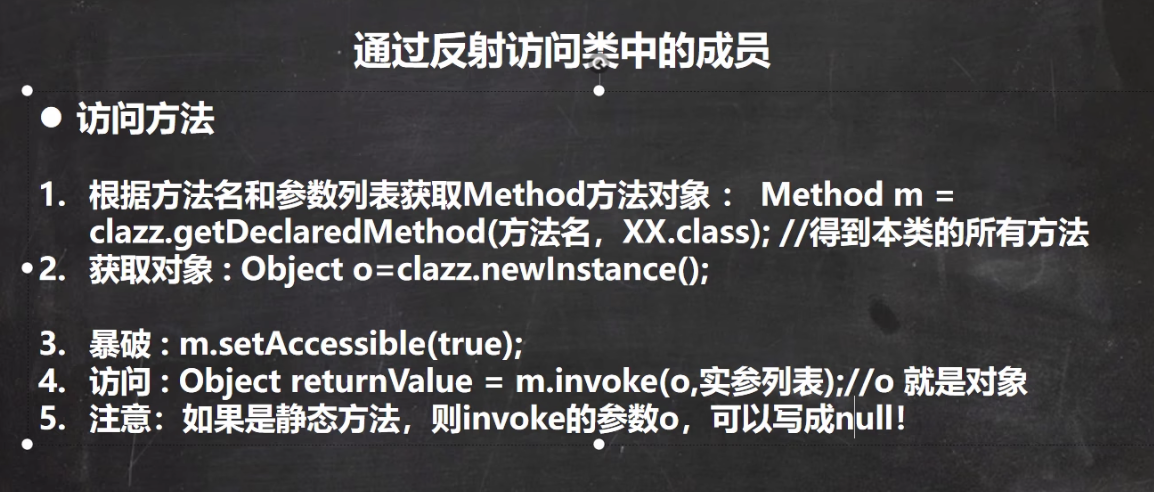 通过反射访问类中的成员
● 访问方法
1. 根据方法名和参数列表获取Method方法对象： Method m =
clazz.getDeclaredMethod(方法名，XX.class); //得到本类的所有方法
2. 获取对象 : Object o=clazz.newInstance();
3. 暴破 : m.setAccessible(true);
4. 访问 : Object returnValue = m.invoke(o,实参列表);//o 就是对象
5. 注意：如果是静态方法，则invoke的参数o，可以写成null！